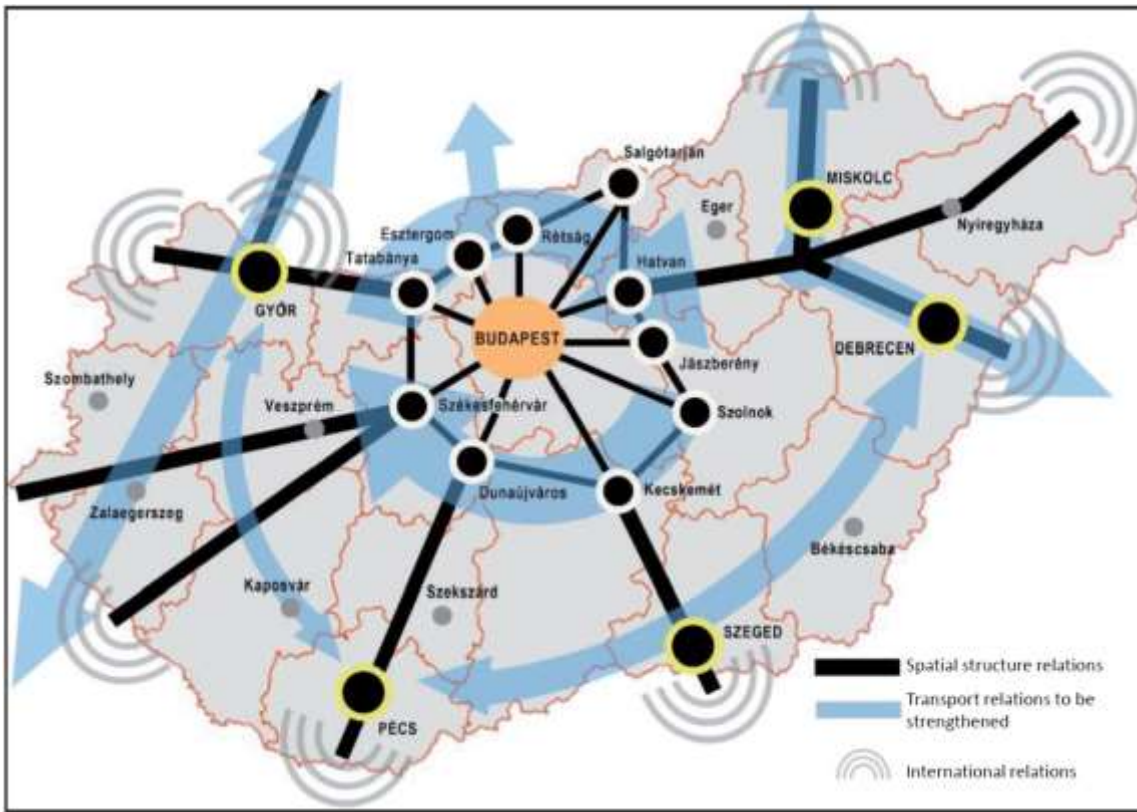 Salgótarján
MISKOLC
Eger
Nyíregyháza
Esztergom
Rétság
Tatabánya
Hatvan
GYŐR
BUDAPEST
DEBRECEN
Jászberény
Szombathely
Veszprém
Székesfehérvár
Szolnok
Zalaegerszeg
Dunaújváros
Kecskemét
Békéscsaba
Kaposvár
Szekszárd
SZEGED
PÉCS
Spatial structure relations
Transport relations to be
strengthened
International relations